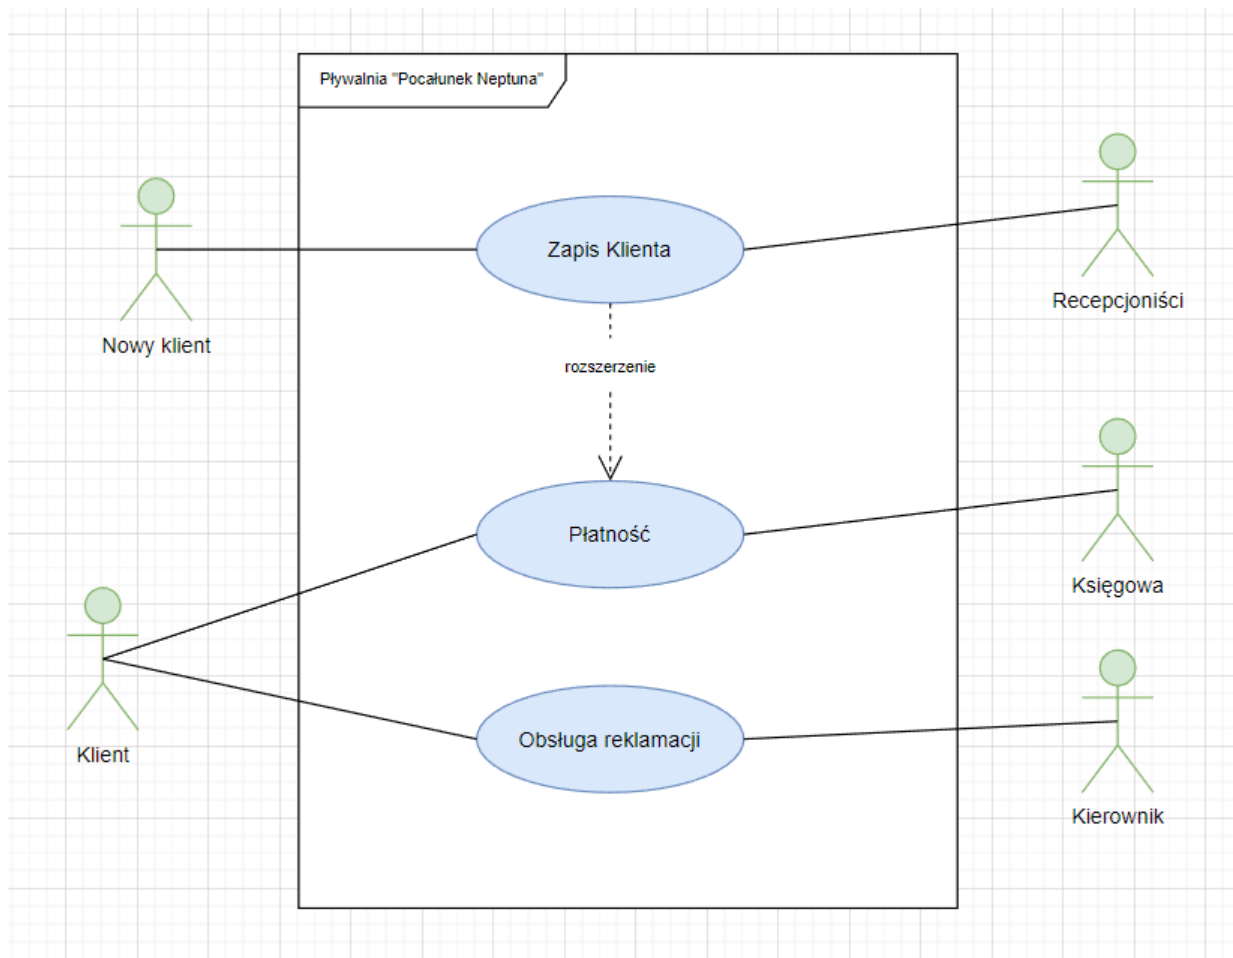 Pływalnia "Pocałunek Neptuna"
Zapis Klienta
Recepcjoniści
Nowy klient
rozszerzenie
Płatność
Księgowa
Klient
Obsługa reklamacji
Kierownik